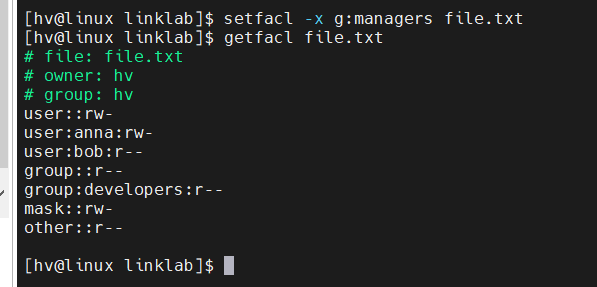 [hv@linux linklab]$ setfacl -x g:managers file.txt
[hv@linux linklab]$ getfacl file.txt
# file: file.txt
# owner: hv
# group: hv
user::rw-
user:anna:rw-
user:bob:r--
group::r--
group:developers:r--
mask::rw-
other::r--
[hv@linux linklab]$